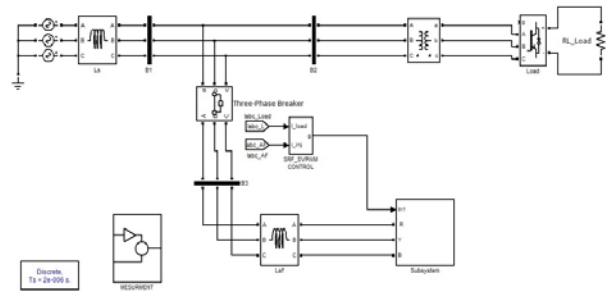 A A A A A a
B B B B B b
C C C C C c
Ls B1 B2 Load RL_Load
Three-Phase Breaker
Iabc_Load
Iabc_L I_load
Iabc_AF
SRF_SVPWM
CONTROL
A B C
B3
A A
B B R
C C Y
B
Laf Subsystem
Discrete,
Ts = 2e-006 s.
MESURMENT